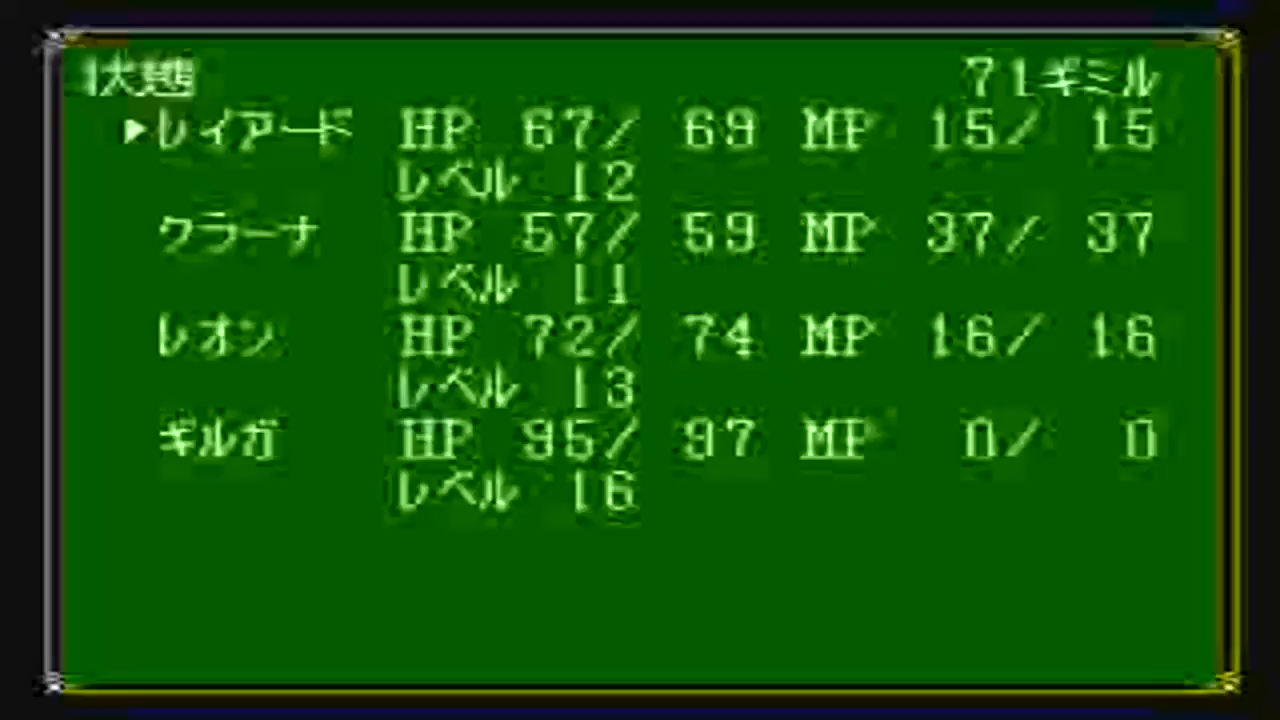 状態 71ギミル
▶レイアード HP 67/ 69 MP 15/ 15
レベル 12
クラーナ HP 57/ 59 MP 37/ 37
レベル 11
レオン HP 72/ 74 MP 16/ 16
レベル 13
ギルガ HP 95/ 97 MP 0/ 0
レベル 16